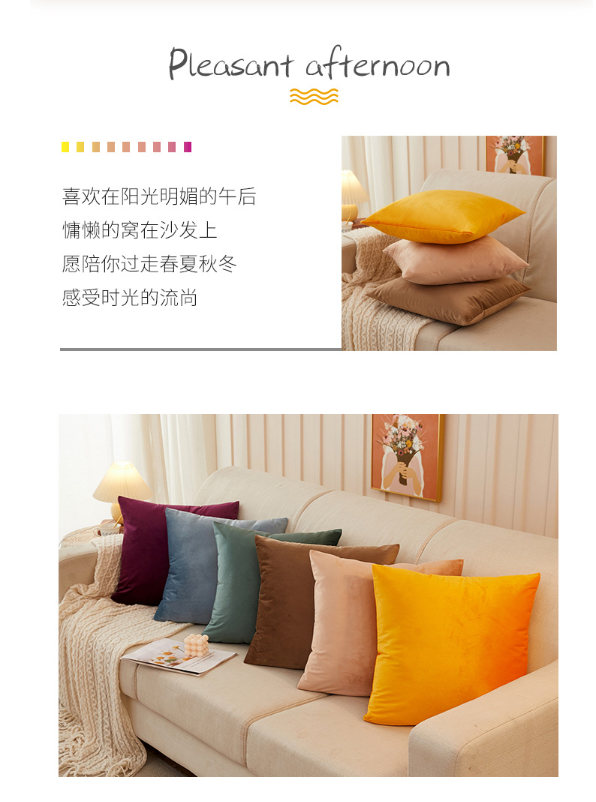 Pleasant afternoon
喜欢在阳光明媚的午后
慵懒的窝在沙发上
愿陪你过走春夏秋冬
感受时光的流尚